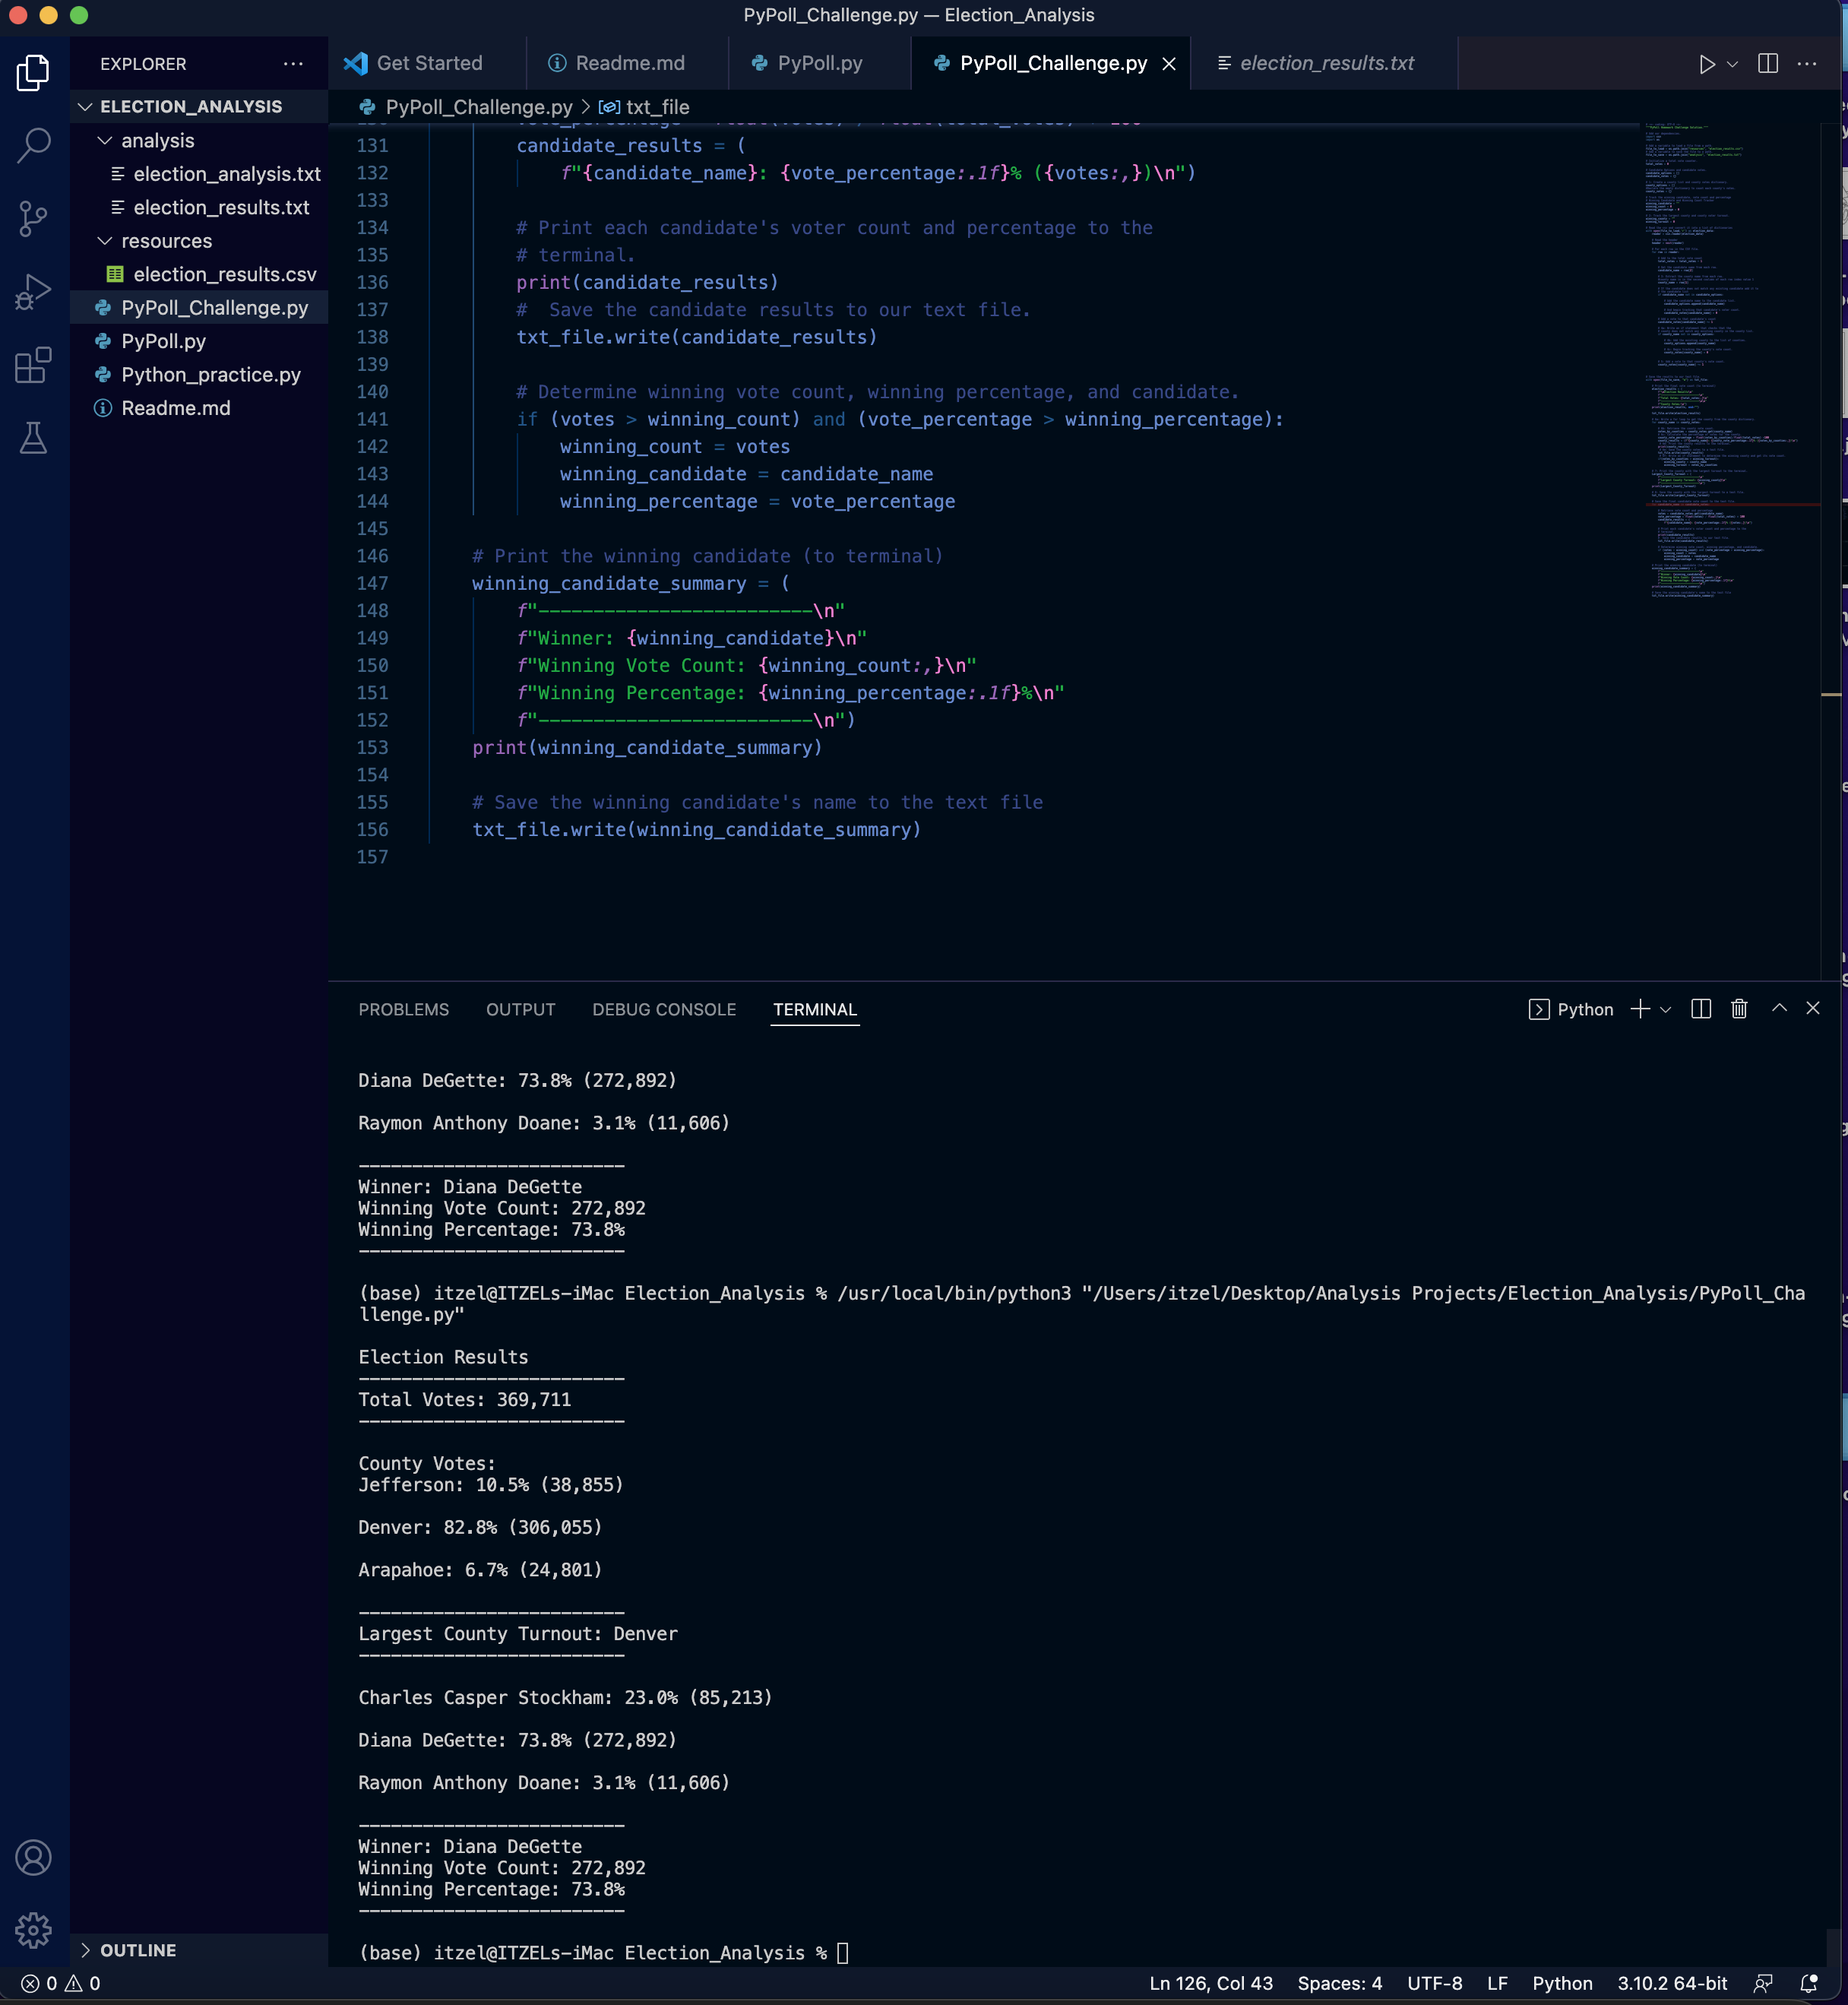 PyPoll_Challenge.py — Election_Analysis
EXPLORER
Get Started
Readme.md
PyPoll.py
PyPoll_Challenge.py
election_results.txt
ELECTION_ANALYSIS
analysis
election_analysis.txt
election_results.txt
resources
election_results.csv
PyPoll_Challenge.py
PyPoll.py
Python_practice.py
Readme.md
OUTLINE
PyPoll_Challenge.py > txt_file
131 candidate_results = (
132 f"{candidate_name}: {vote_percentage:.1f}% ({votes:,})\n")
133
134 # Print each candidate's voter count and percentage to the
135 # terminal.
136 print(candidate_results)
137 #  Save the candidate results to our text file.
138 txt_file.write(candidate_results)
139
140 # Determine winning vote count, winning percentage, and candidate.
141 if (votes > winning_count) and (vote_percentage > winning_percentage):
142 winning_count = votes
143 winning_candidate = candidate_name
144 winning_percentage = vote_percentage
145
146 # Print the winning candidate (to terminal)
147 winning_candidate_summary = (
148 f"-------------------------\n"
149 f"Winner: {winning_candidate}\n"
150 f"Winning Vote Count: {winning_count:,}\n"
151 f"Winning Percentage: {winning_percentage:.1f}%\n"
152 f"-------------------------\n")
153 print(winning_candidate_summary)
154
155 # Save the winning candidate's name to the text file
156 txt_file.write(winning_candidate_summary)
157
PROBLEMS OUTPUT DEBUG CONSOLE TERMINAL Python
Diana DeGette: 73.8% (272,892)
Raymon Anthony Doane: 3.1% (11,606)
-------------------------
Winner: Diana DeGette
Winning Vote Count: 272,892
Winning Percentage: 73.8%
-------------------------
(base) itzel@ITZELs-iMac Election_Analysis % /usr/local/bin/python3 "/Users/itzel/Desktop/Analysis Projects/Election_Analysis/PyPoll_Cha
llenge.py"
Election Results
-------------------------
Total Votes: 369,711
-------------------------
County Votes:
Jefferson: 10.5% (38,855)
Denver: 82.8% (306,055)
Arapahoe: 6.7% (24,801)
-------------------------
Largest County Turnout: Denver
-------------------------
Charles Casper Stockham: 23.0% (85,213)
Diana DeGette: 73.8% (272,892)
Raymon Anthony Doane: 3.1% (11,606)
-------------------------
Winner: Diana DeGette
Winning Vote Count: 272,892
Winning Percentage: 73.8%
-------------------------
(base) itzel@ITZELs-iMac Election_Analysis %
0 0 Ln 126, Col 43 Spaces: 4 UTF-8 LF Python 3.10.2 64-bit